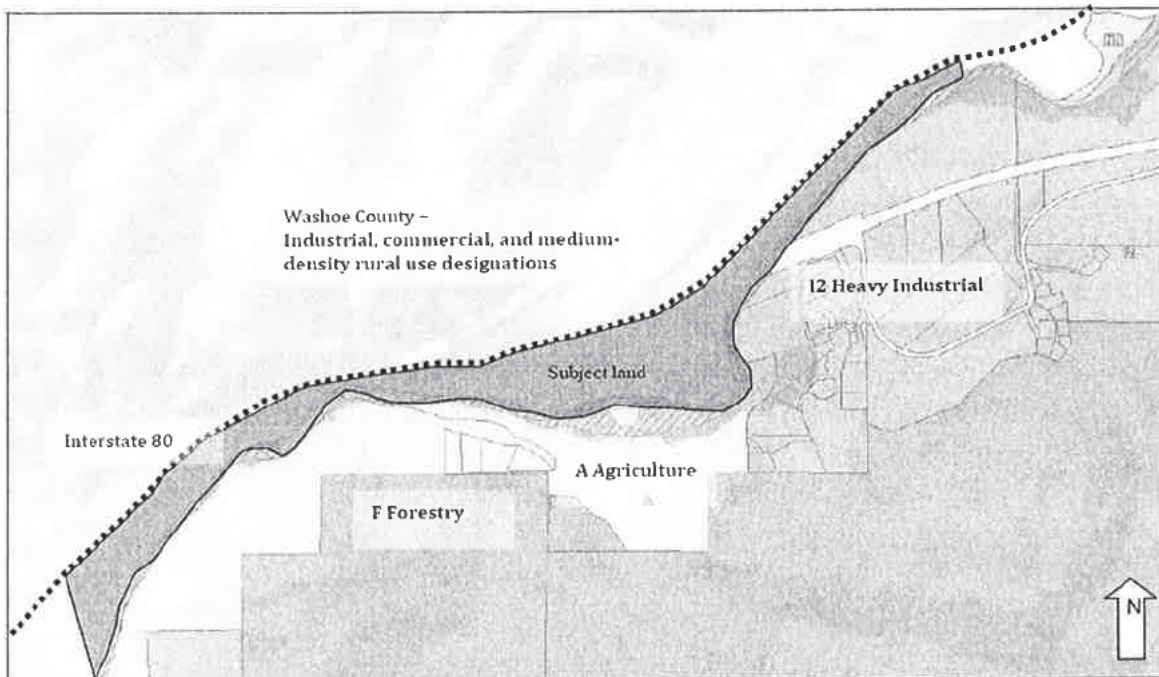 Washoe County –
Industrial, commercial, and medium-
density rural use designations
I2 Heavy Industrial
Subject land
Interstate 80
A Agriculture
F Forestry
N